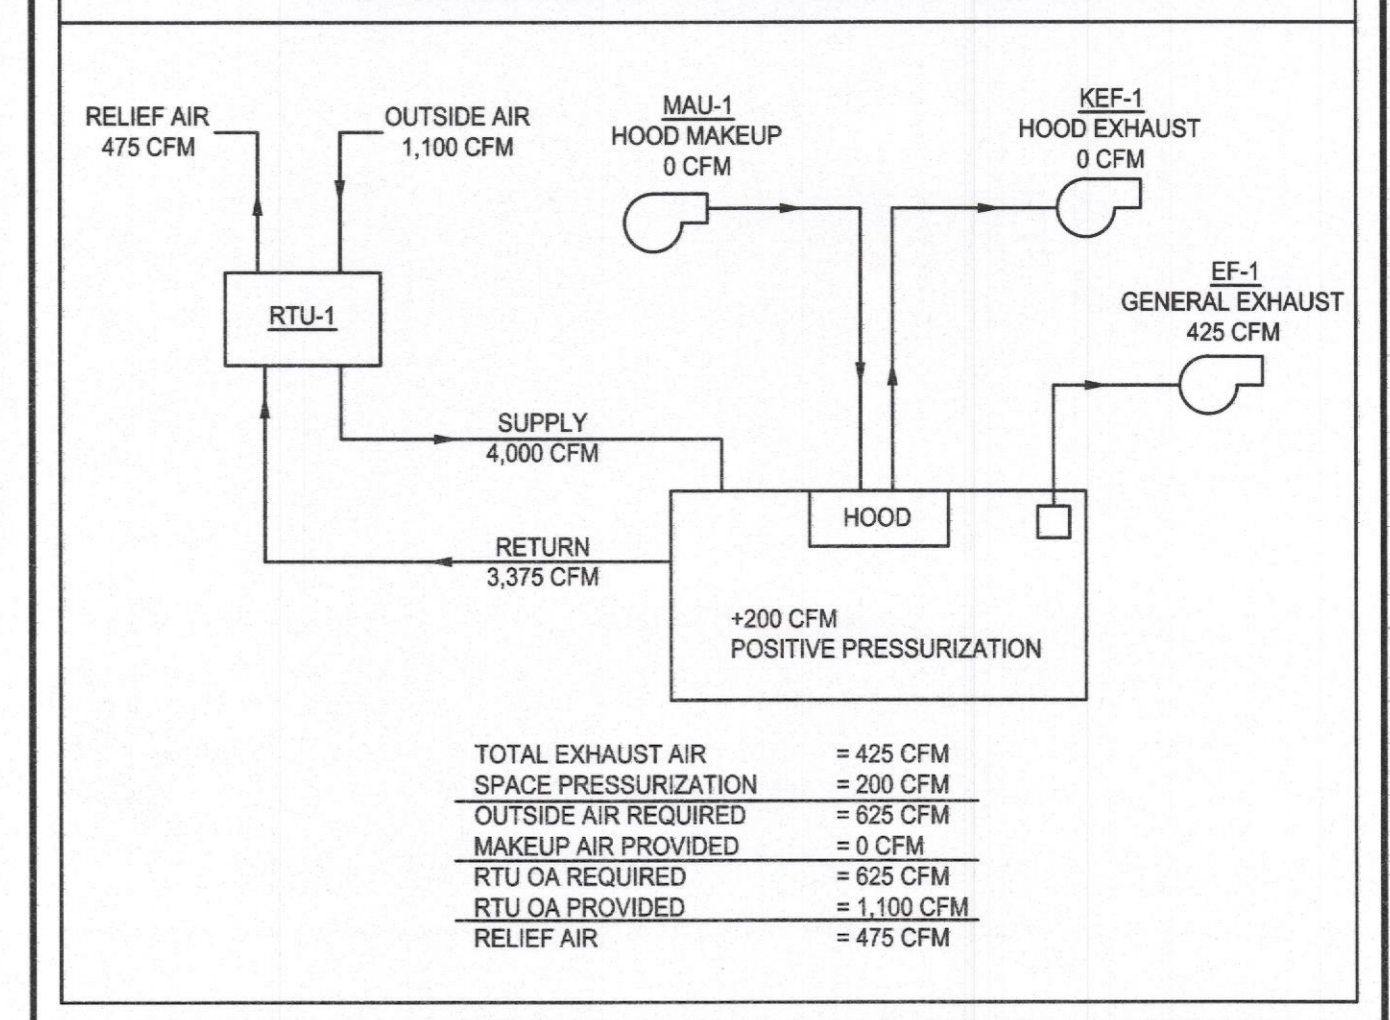 RELIEF AIR
475 CFM
OUTSIDE AIR
1,100 CFM
MAU-1
HOOD MAKEUP
0 CFM
KEF-1
HOOD EXHAUST
0 CFM
EF-1
GENERAL EXHAUST
425 CFM
RTU-1
SUPPLY
4,000 CFM
RETURN
3,375 CFM
HOOD
+200 CFM
POSITIVE PRESSURIZATION
TOTAL EXHAUST AIR = 425 CFM
SPACE PRESSURIZATION = 200 CFM
OUTSIDE AIR REQUIRED = 625 CFM
MAKEUP AIR PROVIDED = 0 CFM
RTU OA REQUIRED = 625 CFM
RTU OA PROVIDED = 1,100 CFM
RELIEF AIR = 475 CFM